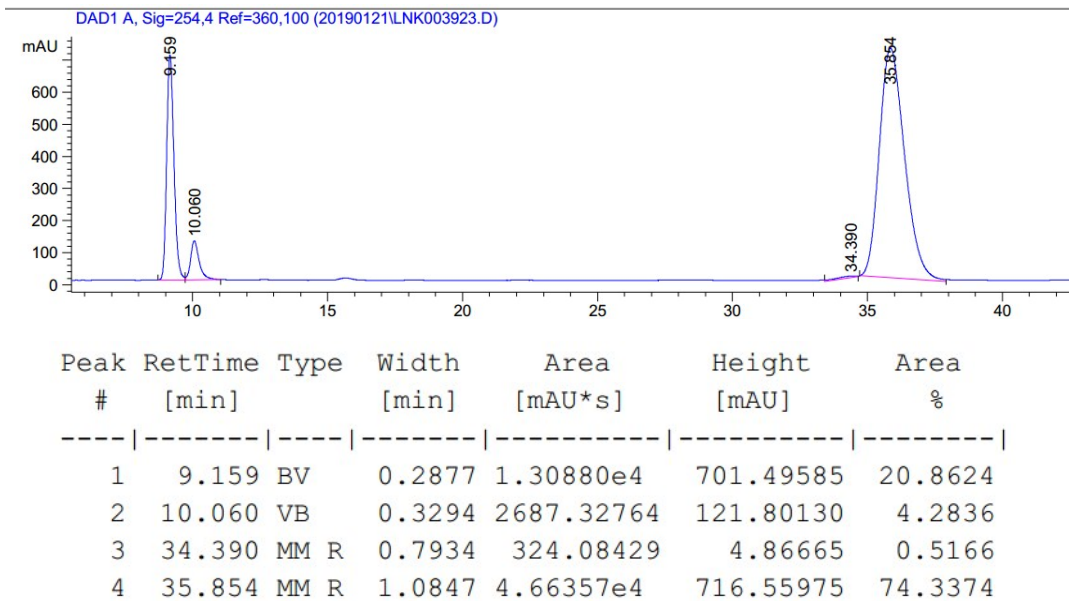 DAD1 A, Sig=254,4 Ref=360,100 (20190121\LNK003923.D)
mAU
9.159
35.854
600
500
400
300
200
100
0
10.060
34.390
10 15 20 25 30 35 40
Peak RetTime Type Width Area Height Area
# [min] [min] [mAU*s] [mAU] %
----|-------|----|-------|----------|----------|--------|
1 9.159 BV 0.2877 1.30880e4 701.49585 20.8624
2 10.060 VB 0.3294 2687.32764 121.80130 4.2836
3 34.390 MM R 0.7934 324.08429 4.86665 0.5166
4 35.854 MM R 1.0847 4.66357e4 716.55975 74.3374